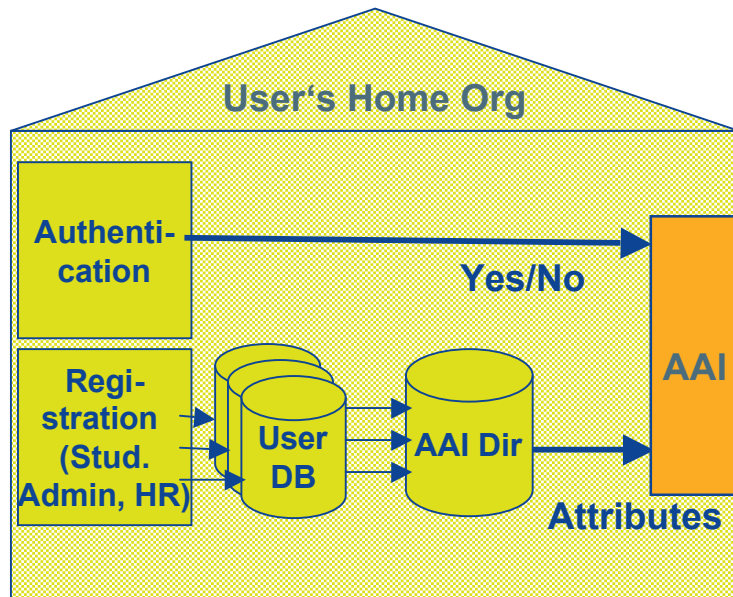 User‘s Home Org
Authenti-
cation
Yes/No
Regi-
stration
(Stud.
Admin, HR)
User
DB
AAI Dir
AAI
Attributes